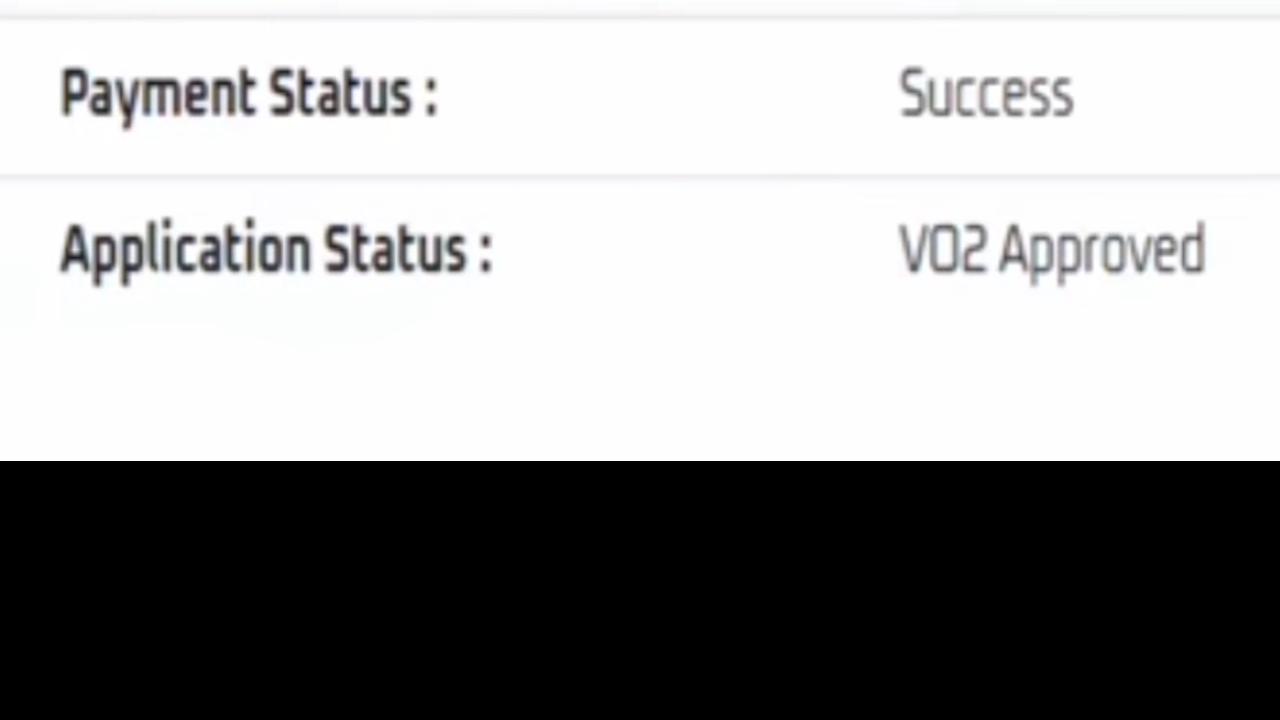 Payment Status : Success
Application Status : VO2 Approved